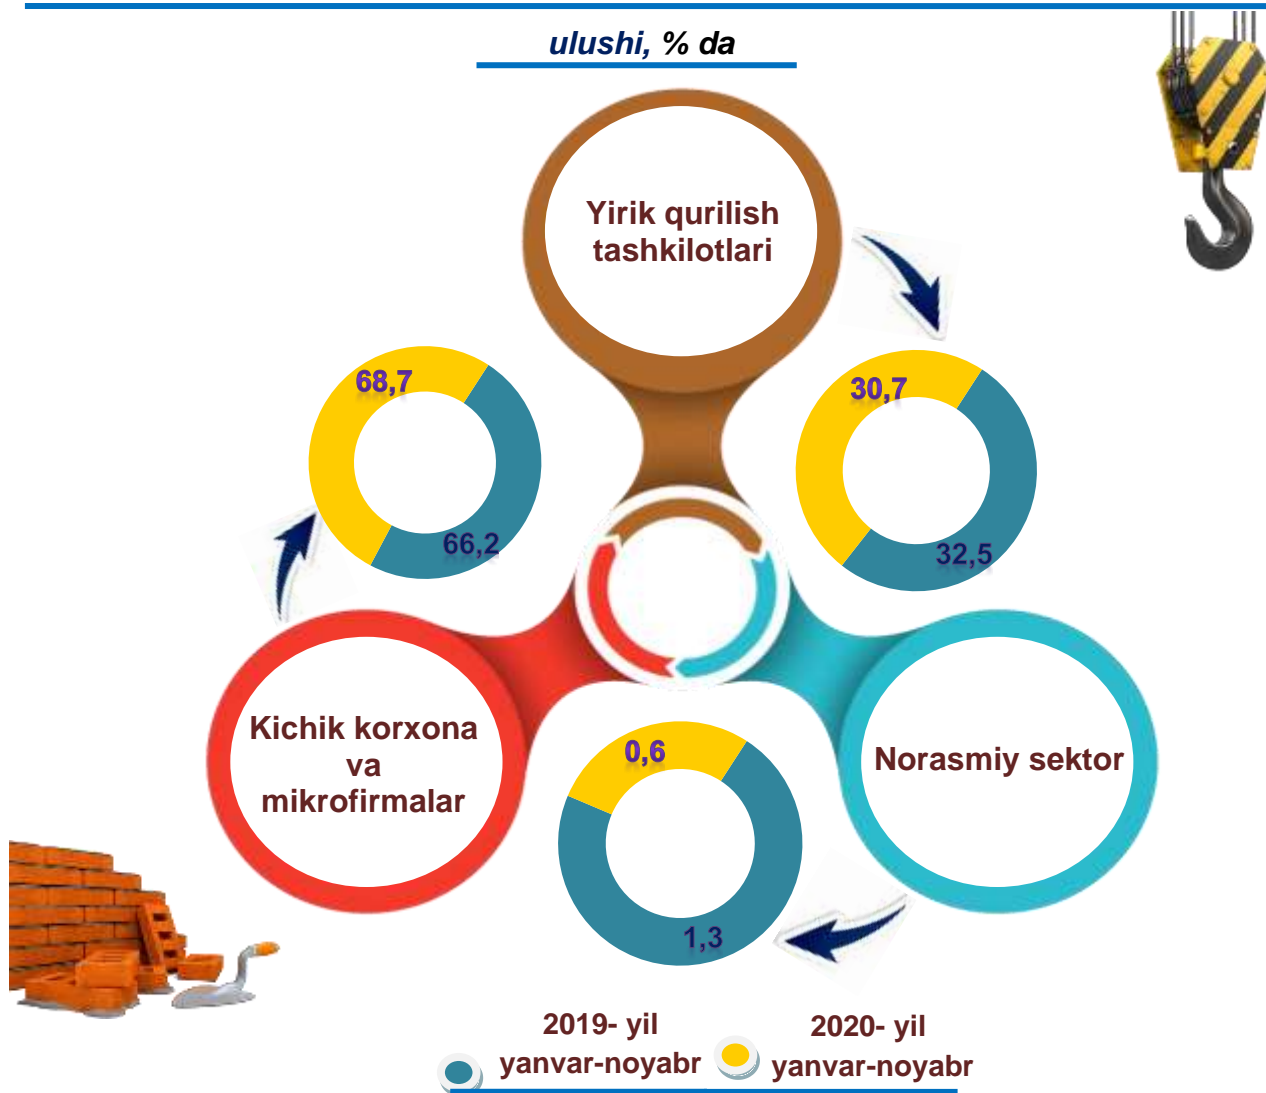 ulushi, % da
Yirik qurilish
tashkilotlari
68,7
30,7
66,2
32,5
Kichik korxona
va
mikrofirmalar
Norasmiy sektor
0,6
1,3
2019- yil
yanvar-noyabr
2020- yil
yanvar-noyabr